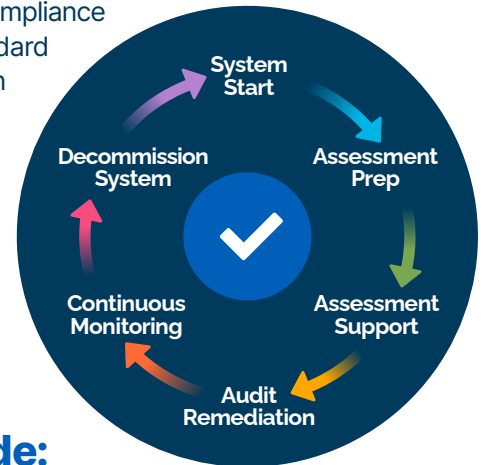 mpliance
dard
System
Start
Assessment
Prep
Assessment
Support
Audit
Remediation
Continuous
Monitoring
Decommission
System
de: